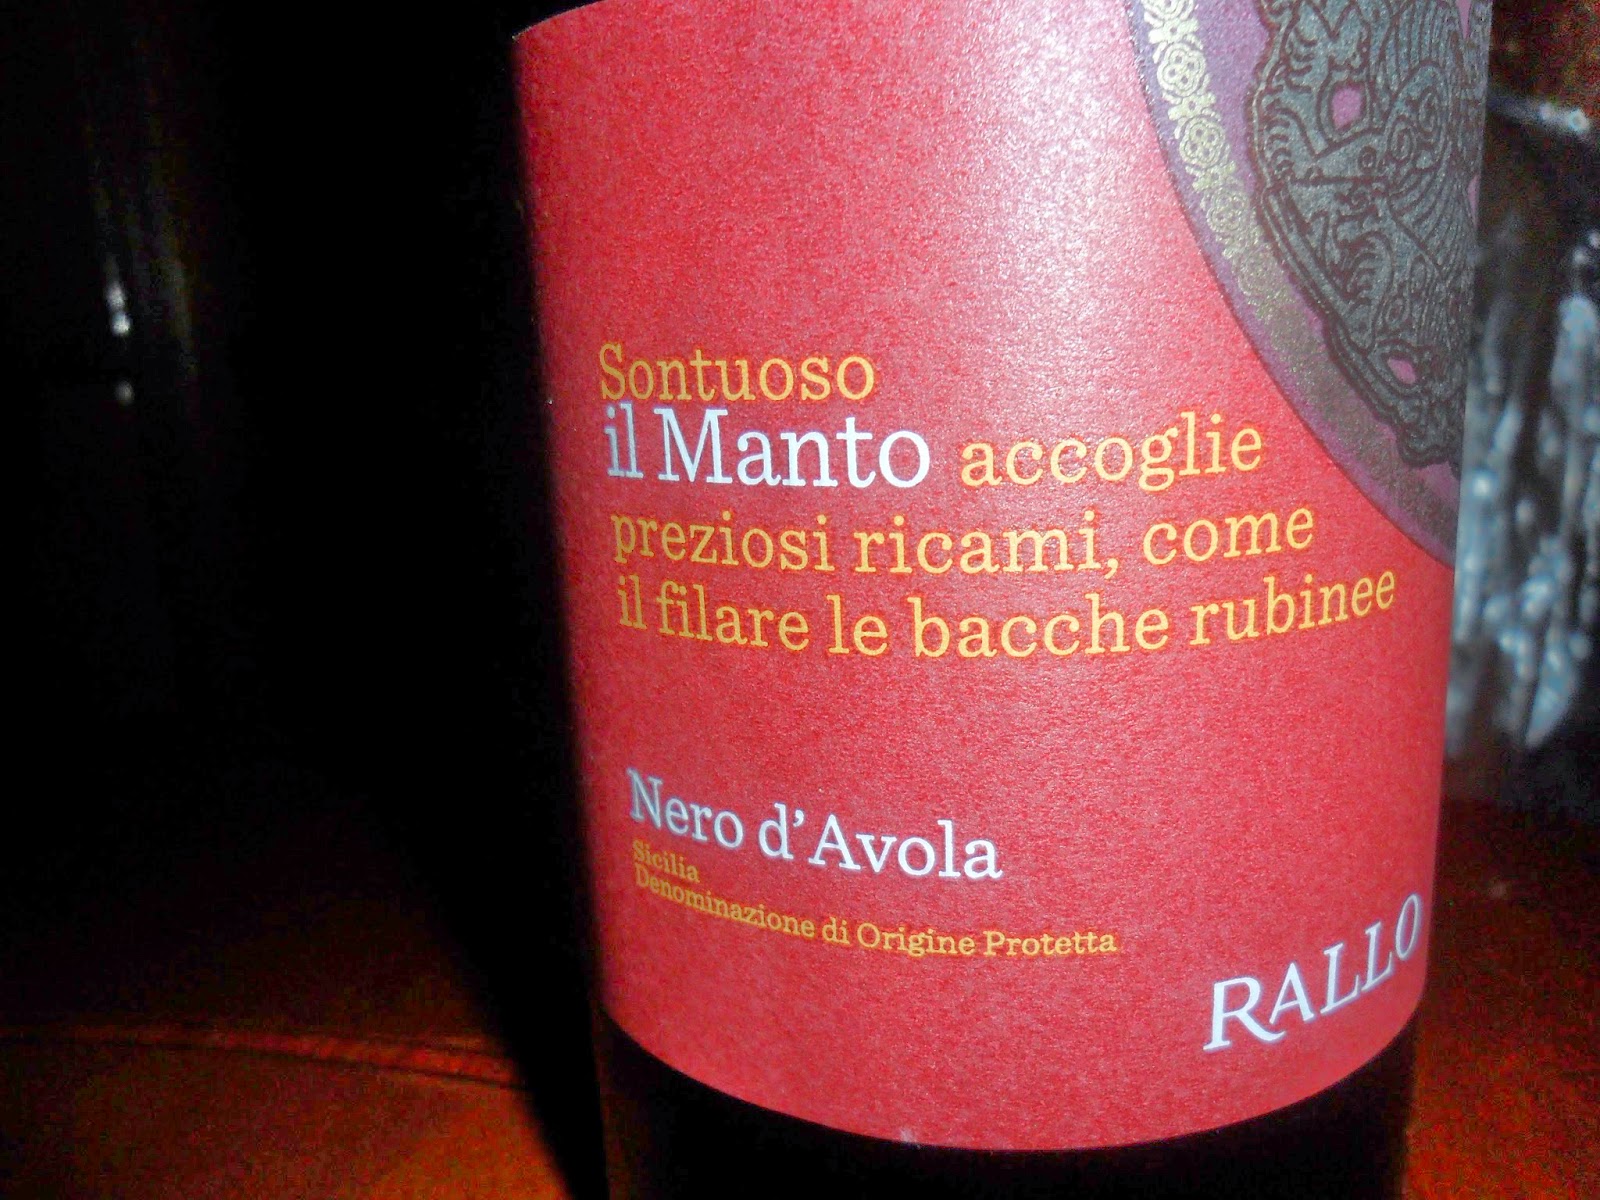 Sontuoso
il Manto accoglie
preziosi ricami, come
il filare le bacche rubinee
Nero d'Avola
Sicilia
Denominazione di Origine Protetta
RALLO